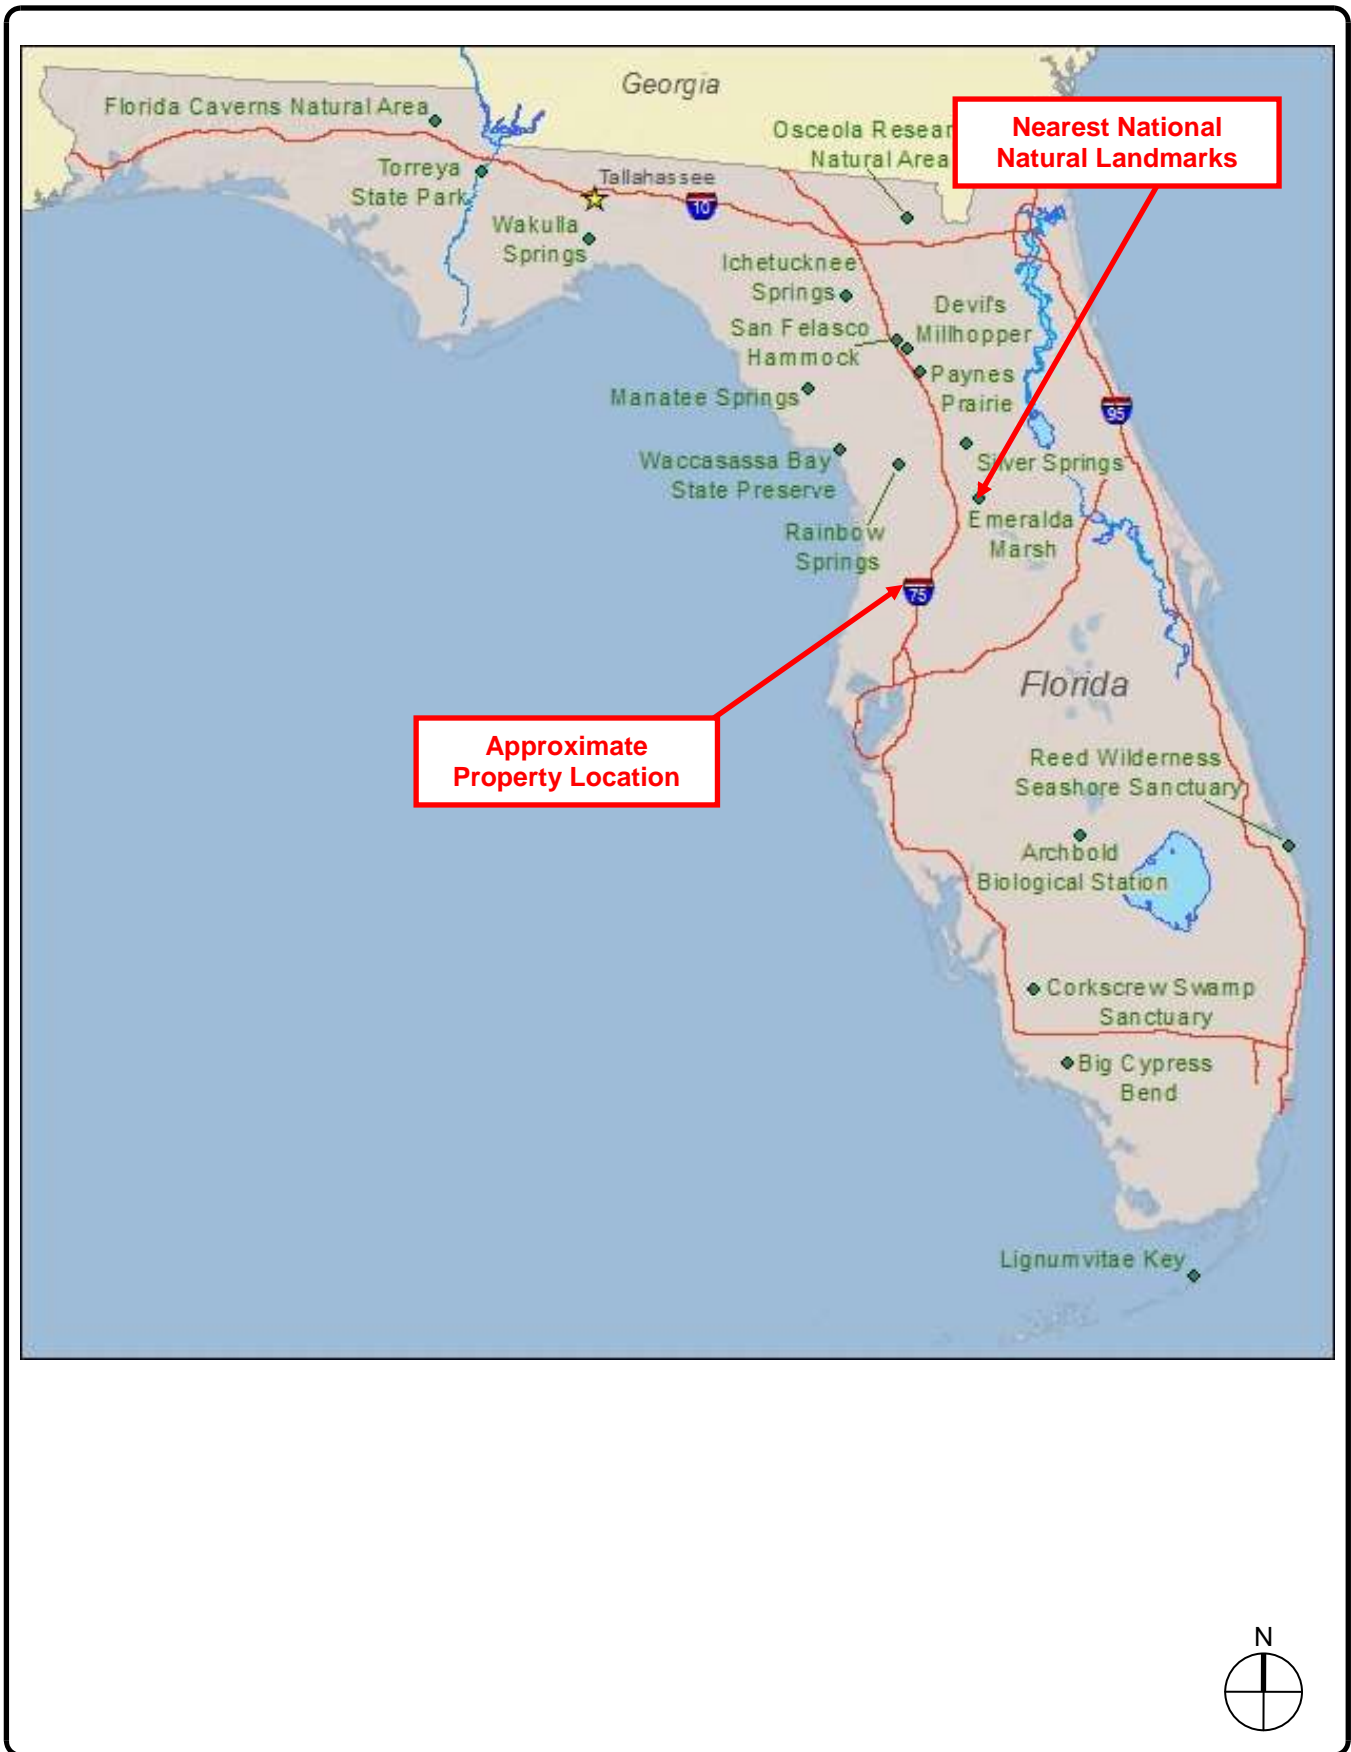 Georgia
Florida Caverns Natural Area
Osceola Resear
Natural Area
Nearest National
Natural Landmarks
Torreya
State Park
Tallahassee
10
Wakulla
Springs
Ichetucknee
Springs
Devil's
Millhopper
San Felasco
Hammock
Paynes
Prairie
Manatee Springs
95
Waccasassa Bay
State Preserve
Silver Springs
Rainbow
Springs
Emeralda
Marsh
75
Florida
Approximate
Property Location
Reed Wilderness
Seashore Sanctuary
Archbold
Biological Station
Corkscrew Swamp
Sanctuary
Big Cypress
Bend
Lignumvitae Key
N